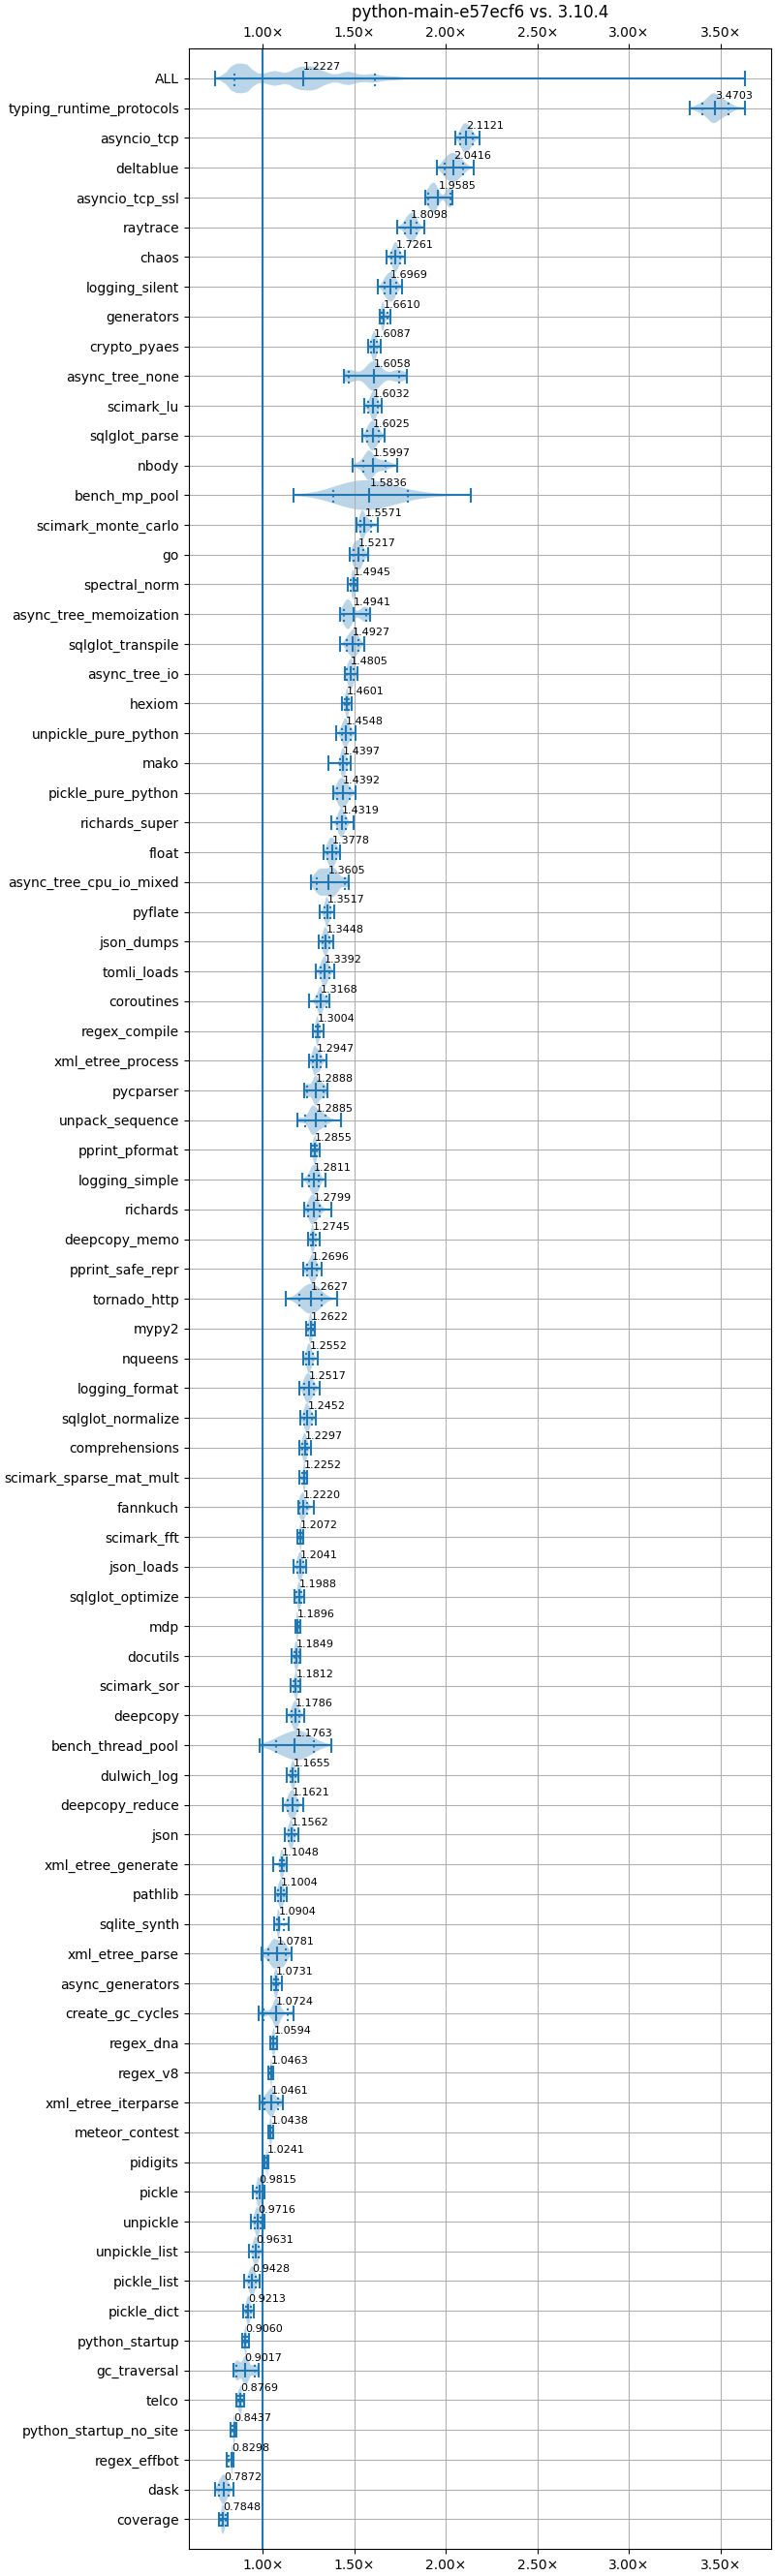 python-main-e57ecf6 vs. 3.10.4
1.00× 1.50× 2.00× 2.50× 3.00× 3.50×
ALL 1.2227
typing_runtime_protocols 3.4703
asyncio_tcp 2.1121
deltablue 2.0416
asyncio_tcp_ssl 1.9585
raytrace 1.8098
chaos 1.7261
logging_silent 1.6969
generators 1.6610
crypto_pyaes 1.6087
async_tree_none 1.6058
scimark_lu 1.6032
sqlglot_parse 1.6025
nbody 1.5997
bench_mp_pool 1.5836
scimark_monte_carlo 1.5571
go 1.5217
spectral_norm 1.4945
async_tree_memoization 1.4941
sqlglot_transpile 1.4927
async_tree_io 1.4805
hexiom 1.4601
unpickle_pure_python 1.4548
mako 1.4397
pickle_pure_python 1.4392
richards_super 1.4319
float 1.3778
async_tree_cpu_io_mixed 1.3605
pyflate 1.3517
json_dumps 1.3448
tomli_loads 1.3392
coroutines 1.3168
regex_compile 1.3004
xml_etree_process 1.2947
pycparser 1.2888
unpack_sequence 1.2885
pprint_pformat 1.2855
logging_simple 1.2811
richards 1.2799
deepcopy_memo 1.2745
pprint_safe_repr 1.2696
tornado_http 1.2627
mypy2 1.2622
nqueens 1.2552
logging_format 1.2517
sqlglot_normalize 1.2452
comprehensions 1.2297
scimark_sparse_mat_mult 1.2252
fannkuch 1.2220
scimark_fft 1.2072
json_loads 1.2041
sqlglot_optimize 1.1988
mdp 1.1896
docutils 1.1849
scimark_sor 1.1812
deepcopy 1.1786
bench_thread_pool 1.1763
dulwich_log 1.1655
deepcopy_reduce 1.1621
json 1.1562
xml_etree_generate 1.1048
pathlib 1.1004
sqlite_synth 1.0904
xml_etree_parse 1.0781
async_generators 1.0731
create_gc_cycles 1.0724
regex_dna 1.0594
regex_v8 1.0463
xml_etree_iterparse 1.0461
meteor_contest 1.0438
pidigits 1.0241
pickle 0.9815
unpickle 0.9716
unpickle_list 0.9631
pickle_list 0.9428
pickle_dict 0.9213
python_startup 0.9060
gc_traversal 0.9017
telco 0.8769
python_startup_no_site 0.8437
regex_effbot 0.8298
dask 0.7872
coverage 0.7848
1.00× 1.50× 2.00× 2.50× 3.00× 3.50×